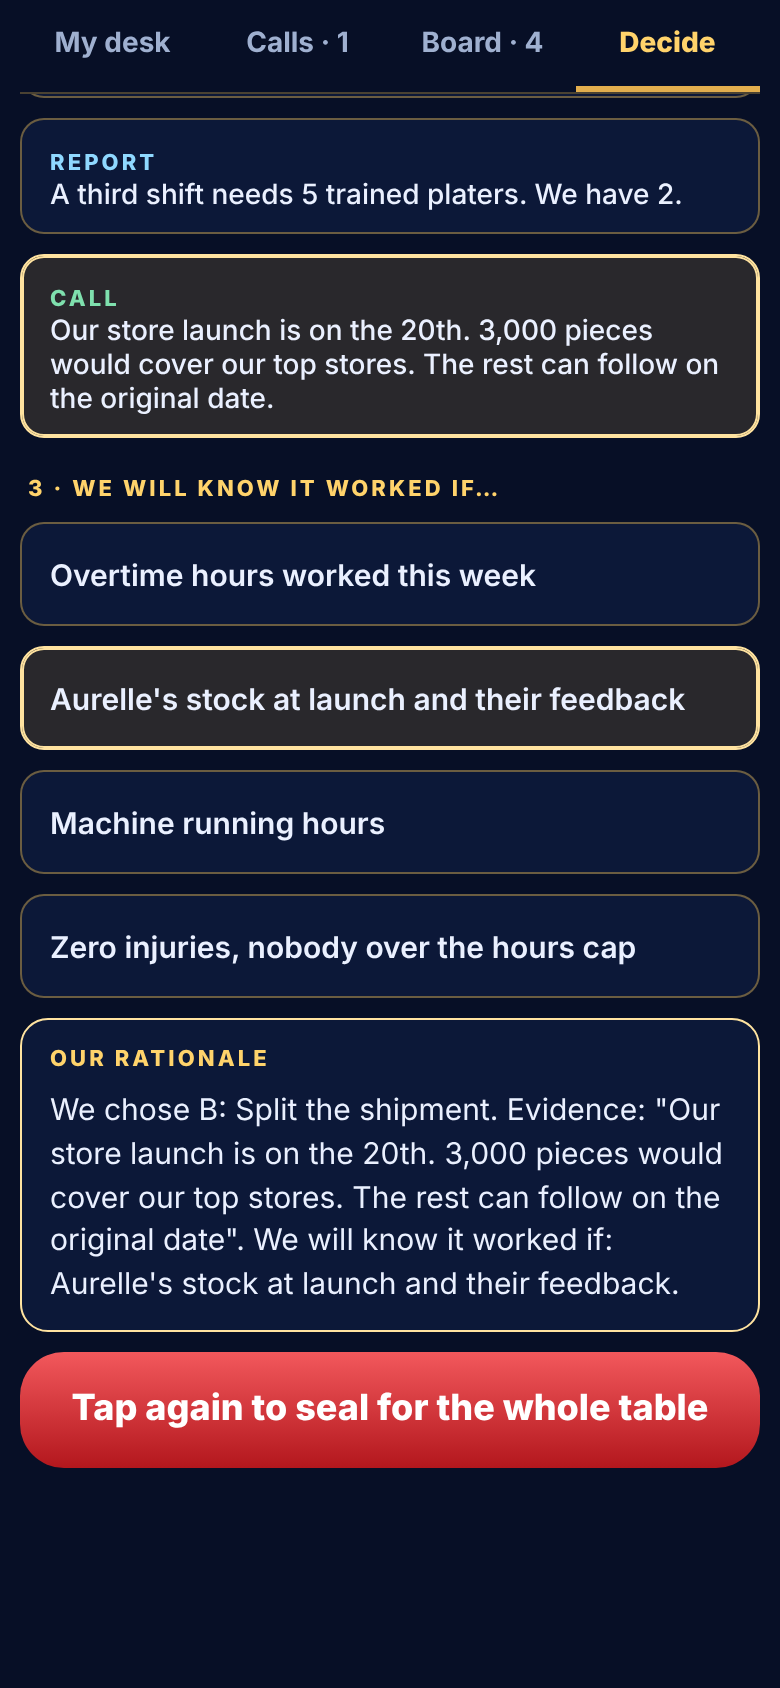 My desk
Calls · 1
Board · 4
Decide
REPORT
A third shift needs 5 trained platers. We have 2.
CALL
Our store launch is on the 20th. 3,000 pieces
would cover our top stores. The rest can follow on
the original date.
3 · WE WILL KNOW IT WORKED IF...
Overtime hours worked this week
Aurelle's stock at launch and their feedback
Machine running hours
Zero injuries, nobody over the hours cap
OUR RATIONALE
We chose B: Split the shipment. Evidence: "Our
store launch is on the 20th. 3,000 pieces would
cover our top stores. The rest can follow on the
original date". We will know it worked if:
Aurelle's stock at launch and their feedback.
Tap again to seal for the whole table